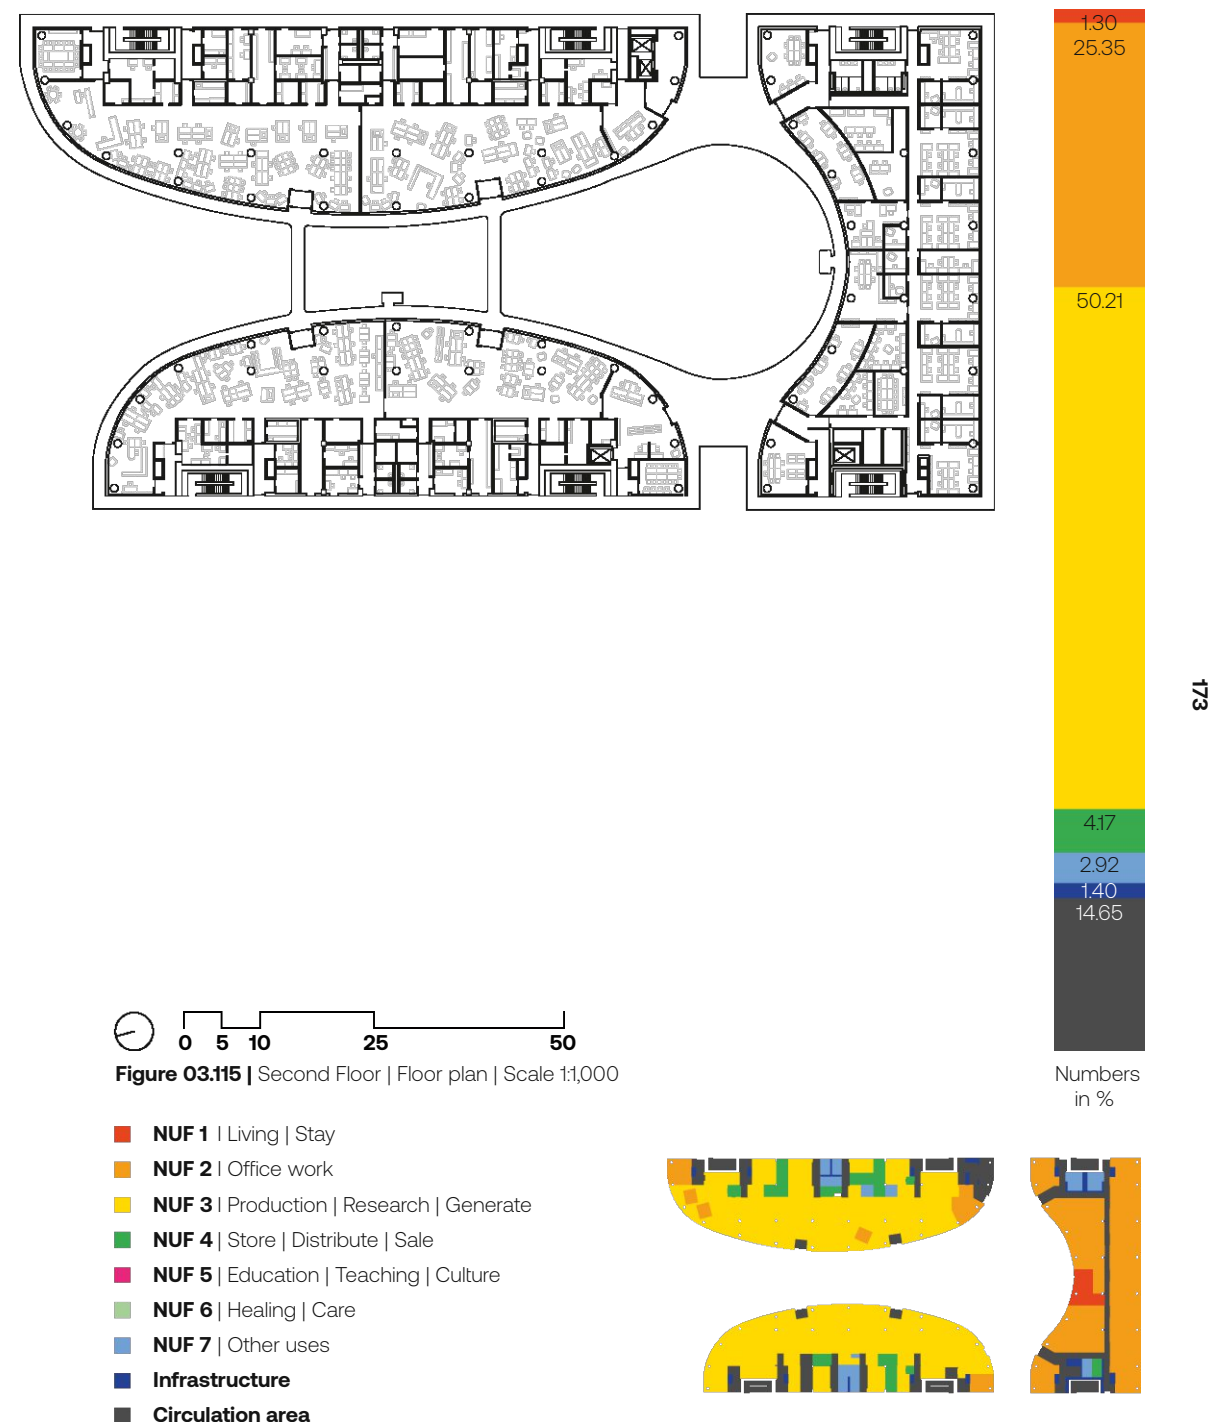 1.30
25.35
50.21
4.17
2.92
1.40
14.65
Numbers
in %
173
0 5 10 25 50
Figure 03.115 | Second Floor | Floor plan | Scale 1:1,000
NUF 1 | Living | Stay
NUF 2 | Office work
NUF 3 | Production | Research | Generate
NUF 4 | Store | Distribute | Sale
NUF 5 | Education | Teaching | Culture
NUF 6 | Healing | Care
NUF 7 | Other uses
Infrastructure
Circulation area